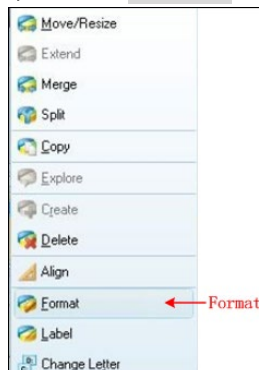 Move/Resize
Extend
Merge
Split
Copy
Explore
Create
Delete
Align
Format
Format
Label
Change Letter